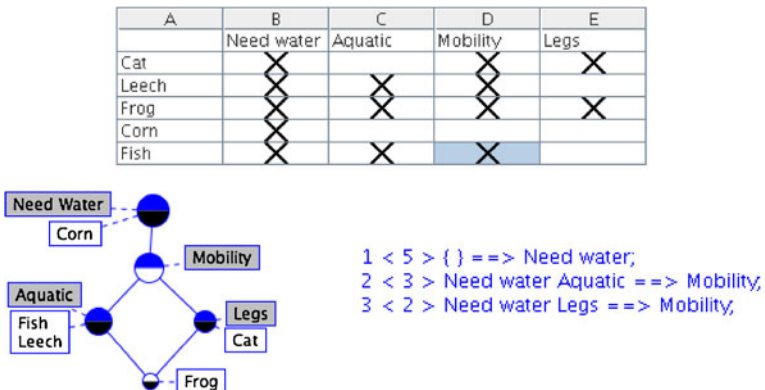 A B C D E
Need water Aquatic Mobility Legs
Cat X X X
Leech X X X
Frog X X X X
Corn X
Fish X X X
Need Water
Corn
Mobility
Aquatic
Fish
Leech
Legs
Cat
Frog
1 < 5 > { } ==> Need water;
2 < 3 > Need water Aquatic ==> Mobility;
3 < 2 > Need water Legs ==> Mobility;